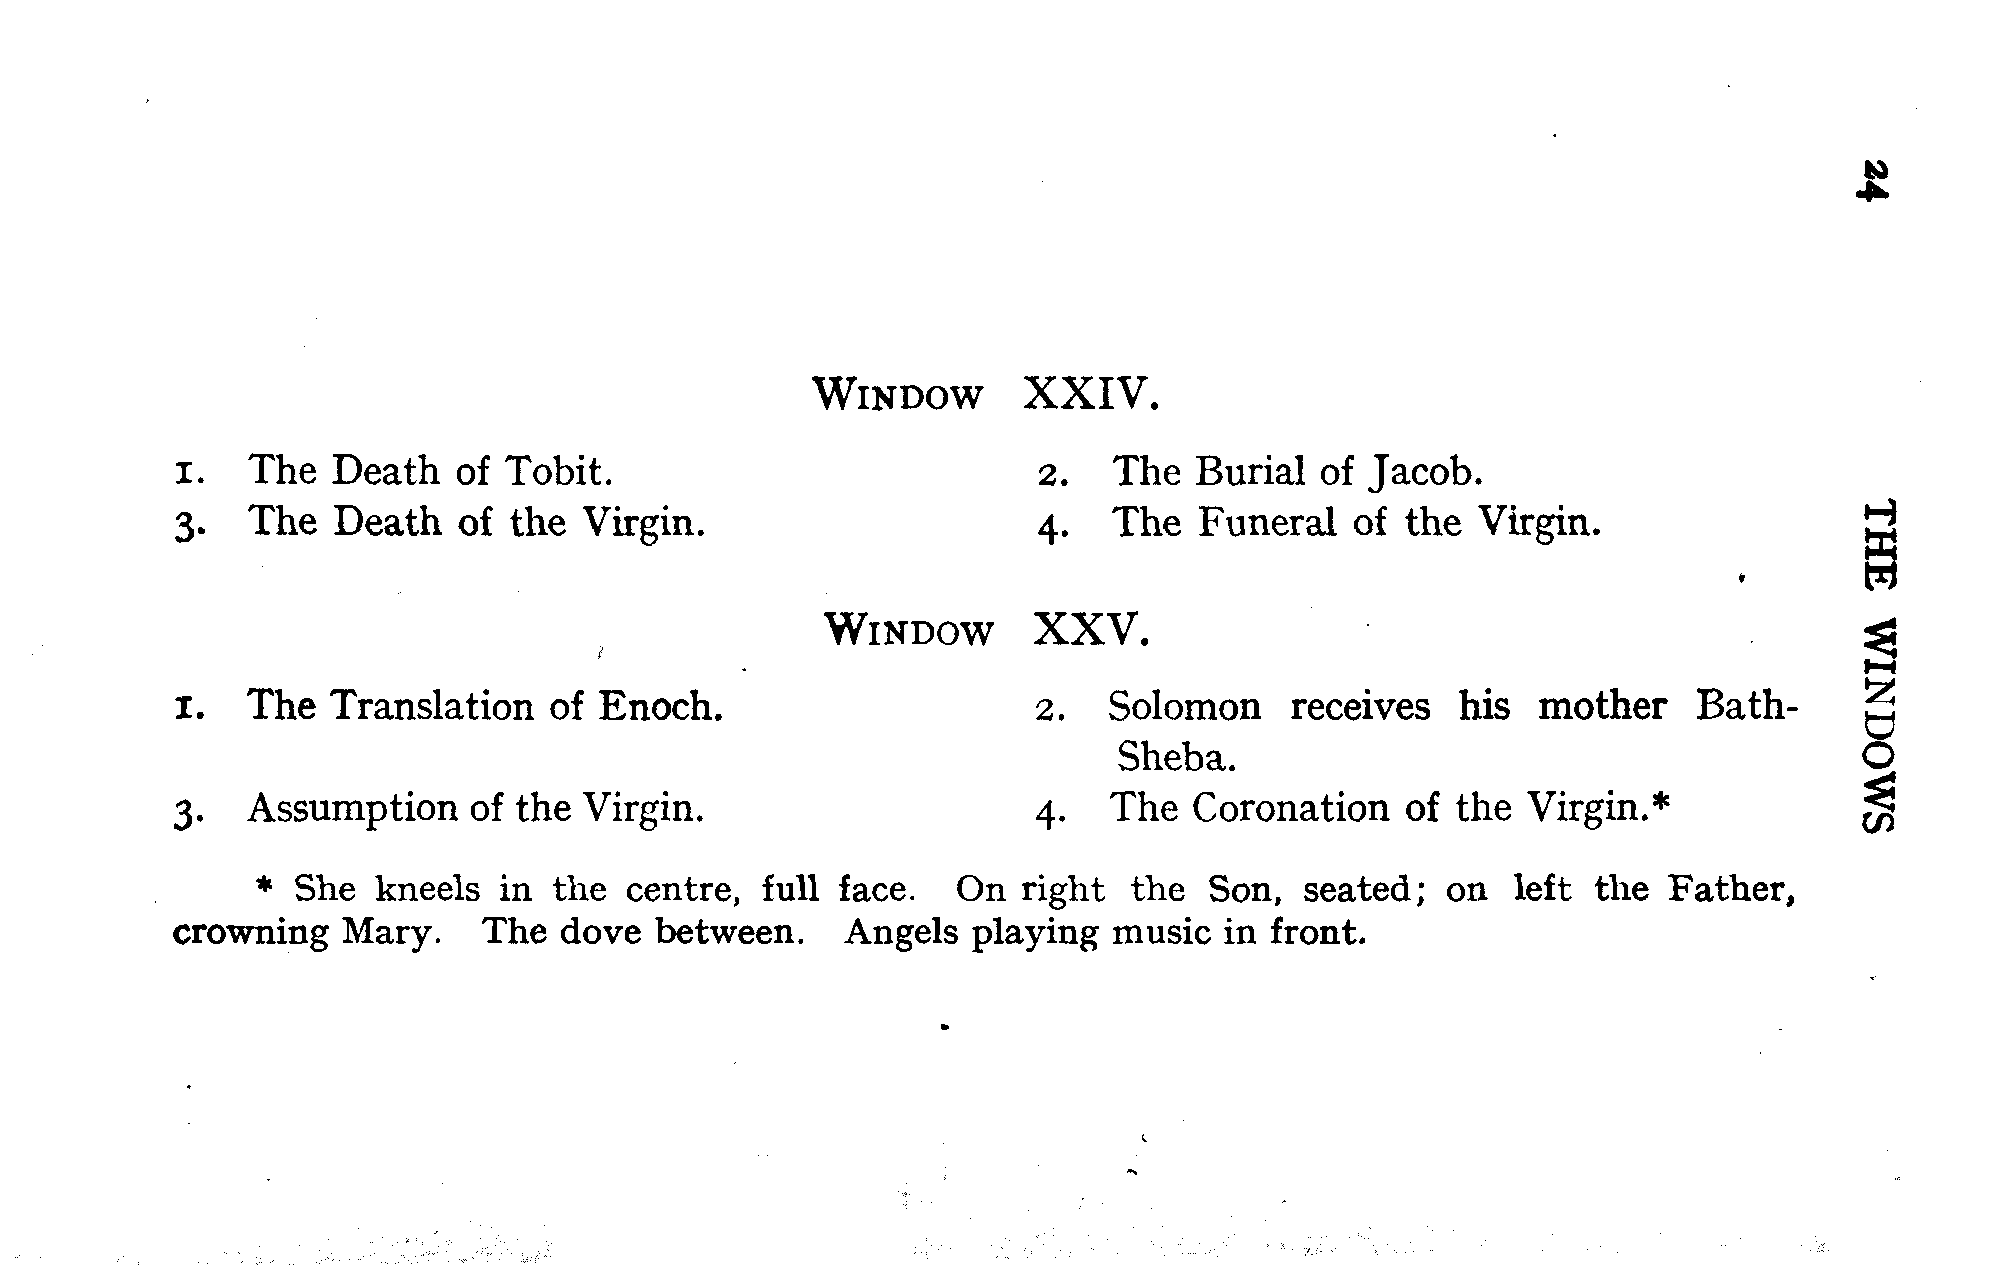 24
THE WINDOWS
WINDOW XXIV.
1. The Death of Tobit. 2. The Burial of Jacob.
3. The Death of the Virgin. 4. The Funeral of the Virgin.
WINDOW XXV.
1. The Translation of Enoch. 2. Solomon receives his mother Bath-
Sheba.
3. Assumption of the Virgin. 4. The Coronation of the Virgin.*
* She kneels in the centre, full face. On right the Son, seated; on left the Father,
crowning Mary. The dove between. Angels playing music in front.